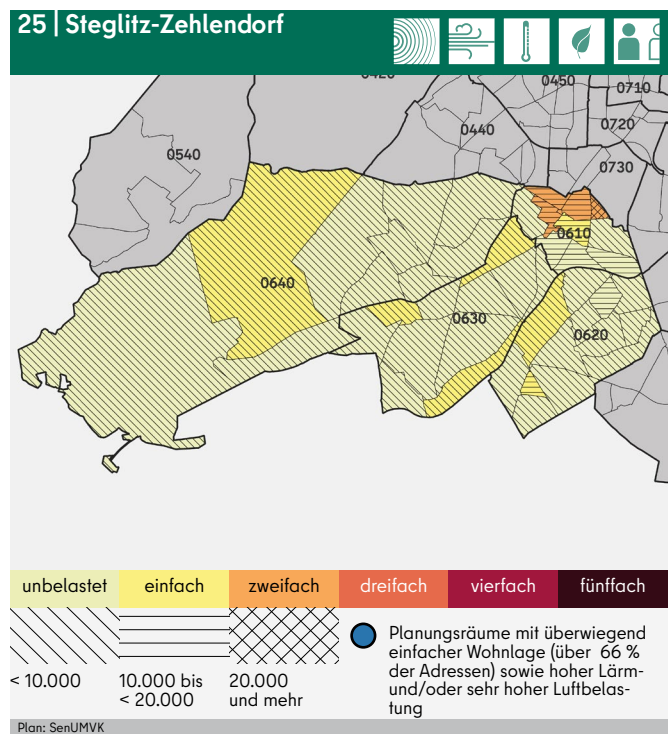 25 | Steglitz-Zehlendorf
0450
0710
0440
0720
0540
0730
0610
0640
0630
0620
unbelastet einfach zweifach dreifach vierfach fünffach
Planungsräume mit überwiegend
einfacher Wohnlage (über 66 %
der Adressen) sowie hoher Lärm-
und/oder sehr hoher Luftbelas-
tung
< 10.000
10.000 bis
< 20.000
20.000
und mehr
Plan: SenUMVK